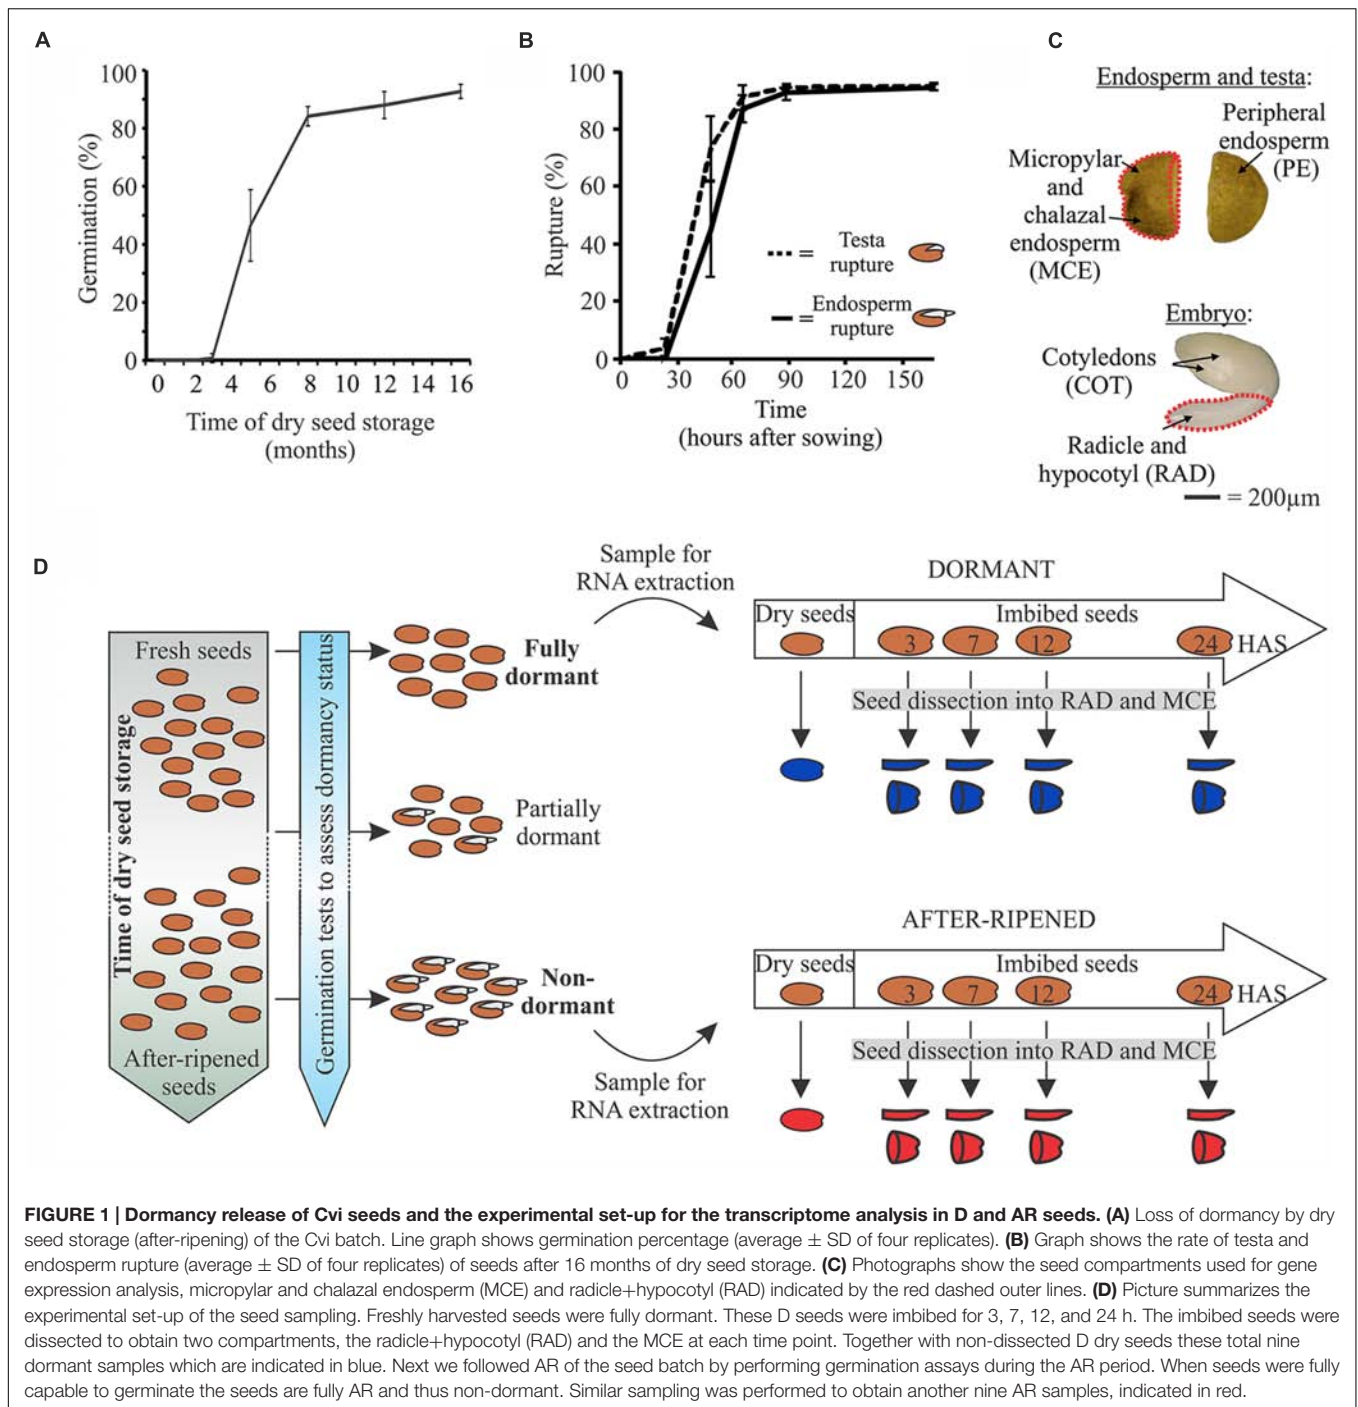 A
100
80
60
40
20
0
Germination (%)
0 2 4 6 8 10 12 14 16
Time of dry seed storage
(months)
B
100
80
60
40
20
0
Rupture (%)
0 30 60 90 120 150
Time
(hours after sowing)
= Testa
rupture
= Endosperm
rupture
C
Endosperm and testa:
Peripheral
endosperm
(PE)
Micropylar
and
chalazal
endosperm
(MCE)
Embryo:
Cotyledons
(COT)
Radicle and
hypocotyl (RAD)
= 200µm
D
Time of dry seed storage
Fresh seeds
After-ripened
seeds
Germination tests to assess dormancy status
Fully
dormant
Partially
dormant
Non-
dormant
Sample for
RNA extraction
DORMANT
Dry seeds Imbibed seeds
3 7 12 24 HAS
Seed dissection into RAD and MCE
Sample for
RNA extraction
AFTER-RIPENED
Dry seeds Imbibed seeds
3 7 12 24 HAS
Seed dissection into RAD and MCE
FIGURE 1 | Dormancy release of Cvi seeds and the experimental set-up for the transcriptome analysis in D and AR seeds. (A) Loss of dormancy by dry
seed storage (after-ripening) of the Cvi batch. Line graph shows germination percentage (average ± SD of four replicates). (B) Graph shows the rate of testa and
endosperm rupture (average ± SD of four replicates) of seeds after 16 months of dry seed storage. (C) Photographs show the seed compartments used for gene
expression analysis, micropylar and chalazal endosperm (MCE) and radicle+hypocotyl (RAD) indicated by the red dashed outer lines. (D) Picture summarizes the
experimental set-up of the seed sampling. Freshly harvested seeds were fully dormant. These D seeds were imbibed for 3, 7, 12, and 24 h. The imbibed seeds were
dissected to obtain two compartments, the radicle+hypocotyl (RAD) and the MCE at each time point. Together with non-dissected D dry seeds these total nine
dormant samples which are indicated in blue. Next we followed AR of the seed batch by performing germination assays during the AR period. When seeds were fully
capable to germinate the seeds are fully AR and thus non-dormant. Similar sampling was performed to obtain another nine AR samples, indicated in red.